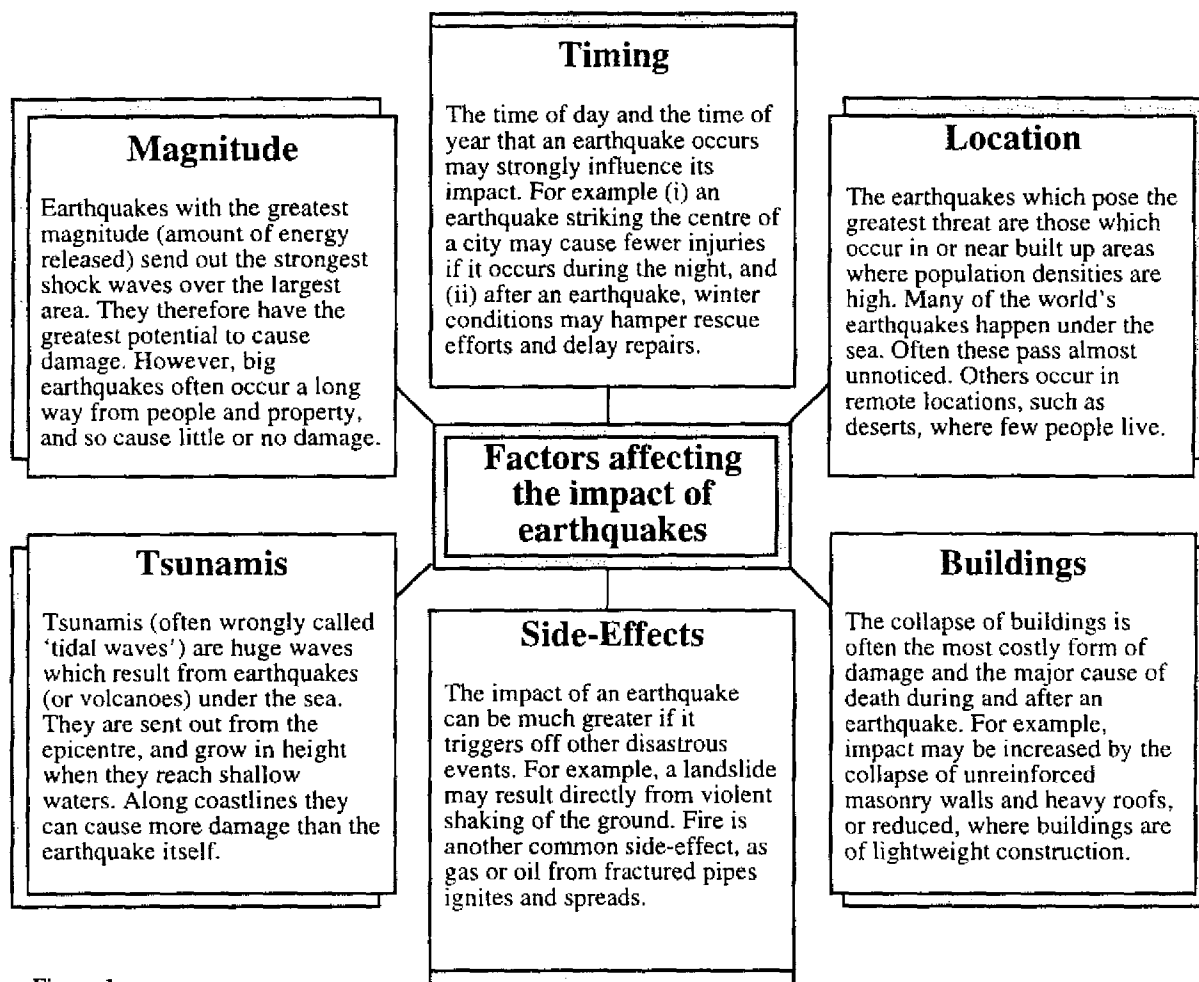 Timing
The time of day and the time of
year that an earthquake occurs
may strongly influence its
impact. For example (i) an
earthquake striking the centre of
a city may cause fewer injuries
if it occurs during the night, and
(ii) after an earthquake, winter
conditions may hamper rescue
efforts and delay repairs.
Magnitude
Earthquakes with the greatest
magnitude (amount of energy
released) send out the strongest
shock waves over the largest
area. They therefore have the
greatest potential to cause
damage. However, big
earthquakes often occur a long
way from people and property,
and so cause little or no damage.
Location
The earthquakes which pose the
greatest threat are those which
occur in or near built up areas
where population densities are
high. Many of the world's
earthquakes happen under the
sea. Often these pass almost
unnoticed. Others occur in
remote locations, such as
deserts, where few people live.
Factors affecting
the impact of
earthquakes
Tsunamis
Tsunamis (often wrongly called
'tidal waves') are huge waves
which result from earthquakes
(or volcanoes) under the sea.
They are sent out from the
epicentre, and grow in height
when they reach shallow
waters. Along coastlines they
can cause more damage than the
earthquake itself.
Side-Effects
The impact of an earthquake
can be much greater if it
triggers off other disastrous
events. For example, a landslide
may result directly from violent
shaking of the ground. Fire is
another common side-effect, as
gas or oil from fractured pipes
ignites and spreads.
Buildings
The collapse of buildings is
often the most costly form of
damage and the major cause of
death during and after an
earthquake. For example,
impact may be increased by the
collapse of unreinforced
masonry walls and heavy roofs,
or reduced, where buildings are
of lightweight construction.